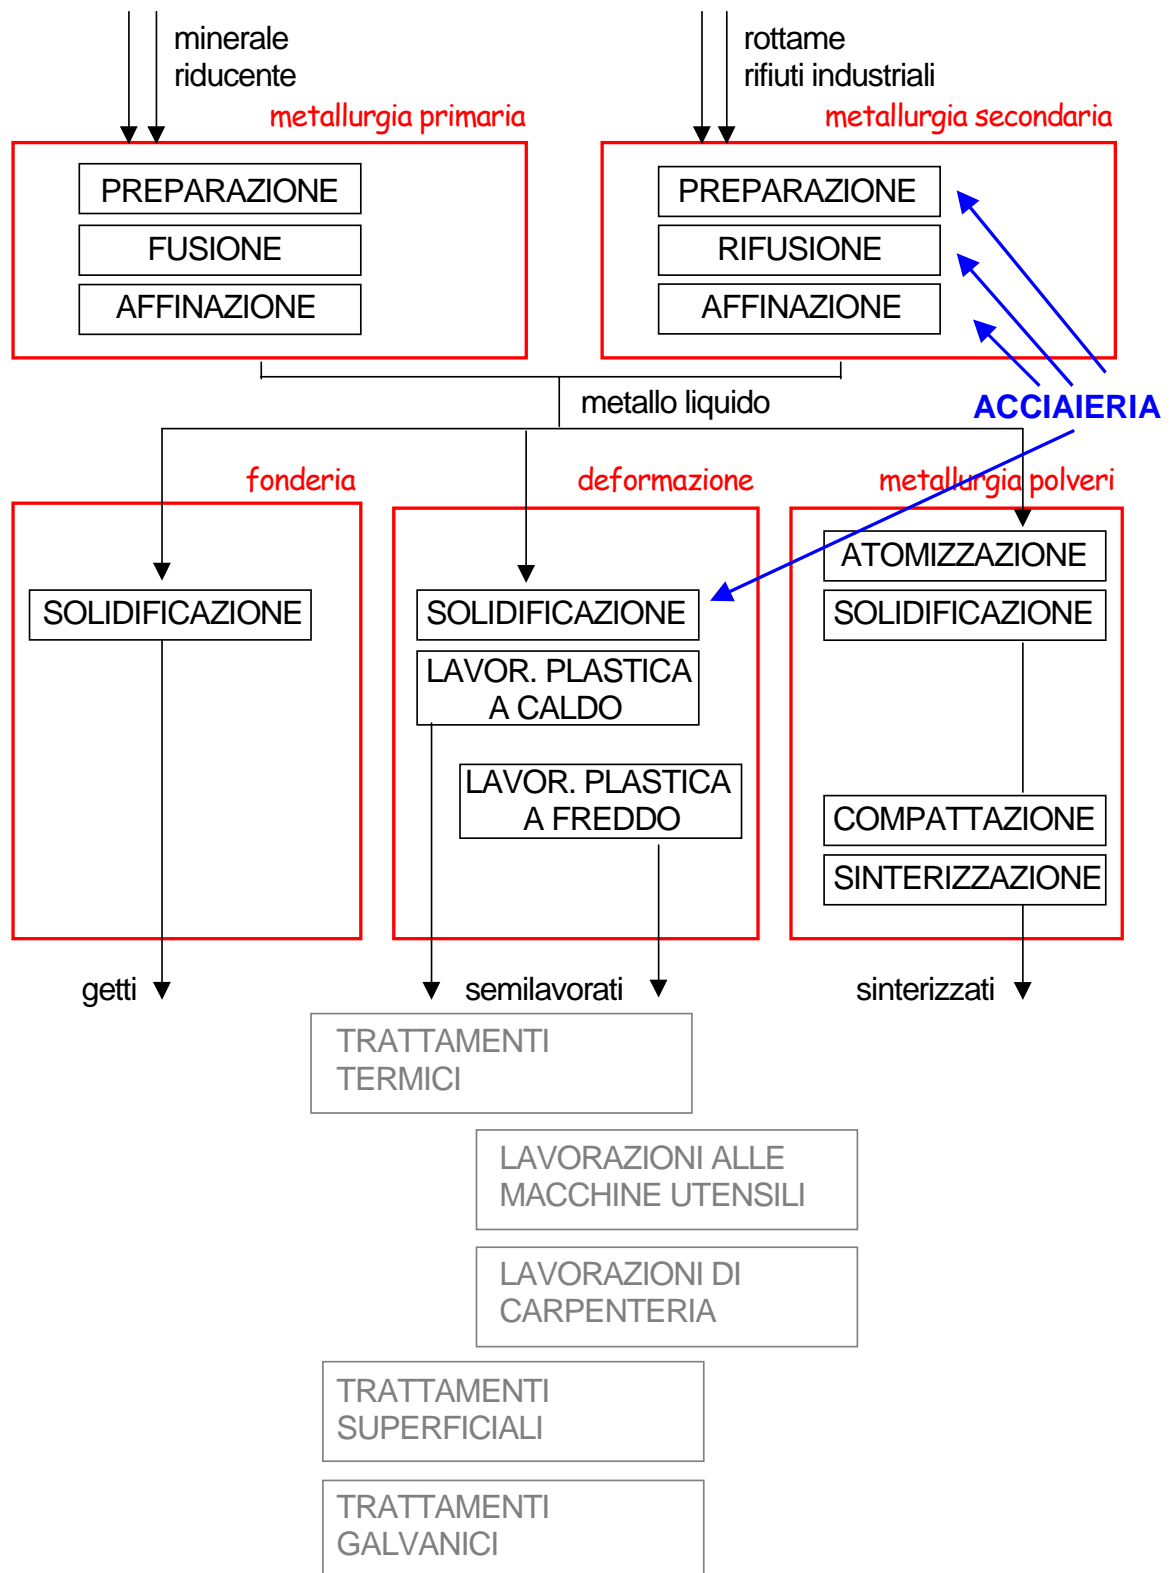 minerale
riducente
rottame
rifiuti industriali
metallurgia primaria
metallurgia secondaria
PREPARAZIONE
FUSIONE
AFFINAZIONE
PREPARAZIONE
RIFUSIONE
AFFINAZIONE
metallo liquido
ACCIAIERIA
fonderia
deformazione
metallurgia polveri
SOLIDIFICAZIONE
SOLIDIFICAZIONE
LAVOR. PLASTICA
A CALDO
LAVOR. PLASTICA
A FREDDO
ATOMIZZAZIONE
SOLIDIFICAZIONE
COMPATTAZIONE
SINTERIZZAZIONE
getti
semilavorati
sinterizzati
TRATTAMENTI
TERMICI
LAVORAZIONI ALLE
MACCHINE UTENSILI
LAVORAZIONI DI
CARPENTERIA
TRATTAMENTI
SUPERFICIALI
TRATTAMENTI
GALVANICI